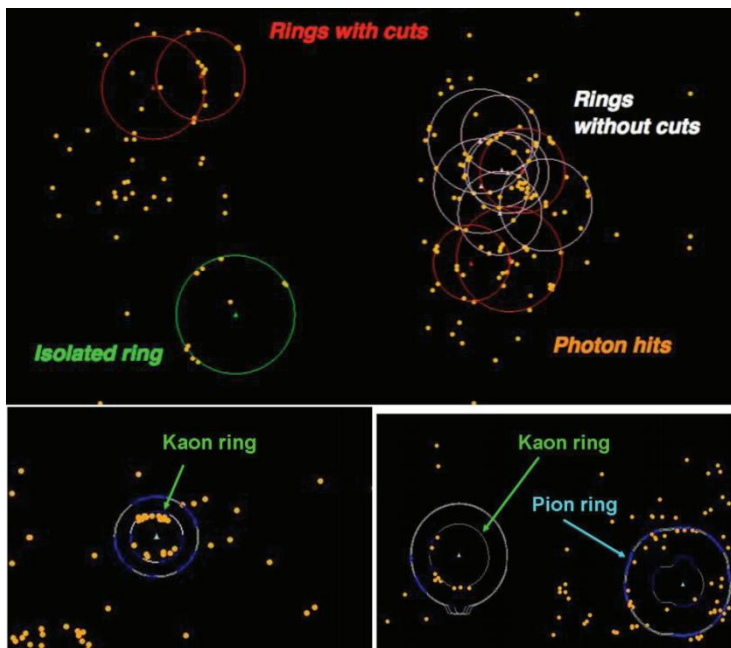 Rings with cuts
Rings
without cuts
Isolated ring
Photon hits
Kaon ring
Kaon ring
Pion ring